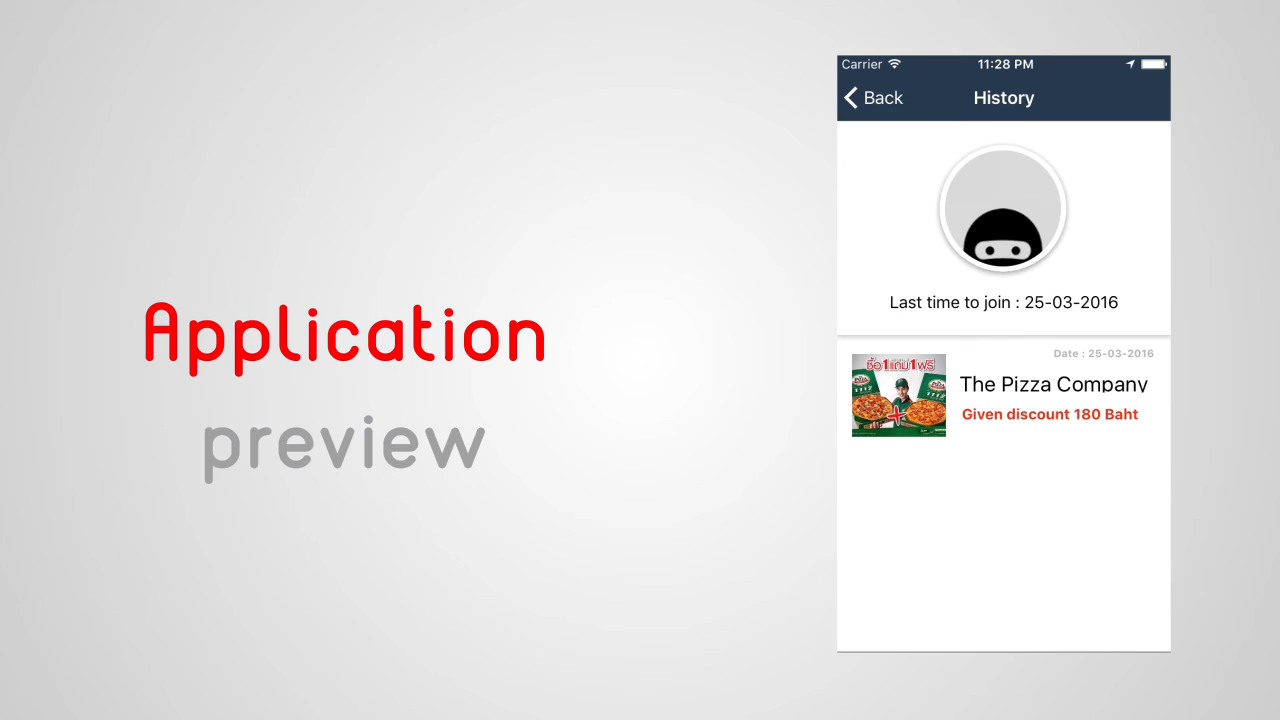 Application
preview
Carrier
11:28 PM
Back
History
Last time to join : 25-03-2016
Date : 25-03-2016
ซื้อ 1 แถม 1 ฟรี
The Pizza Company
1112
Given discount 180 Baht